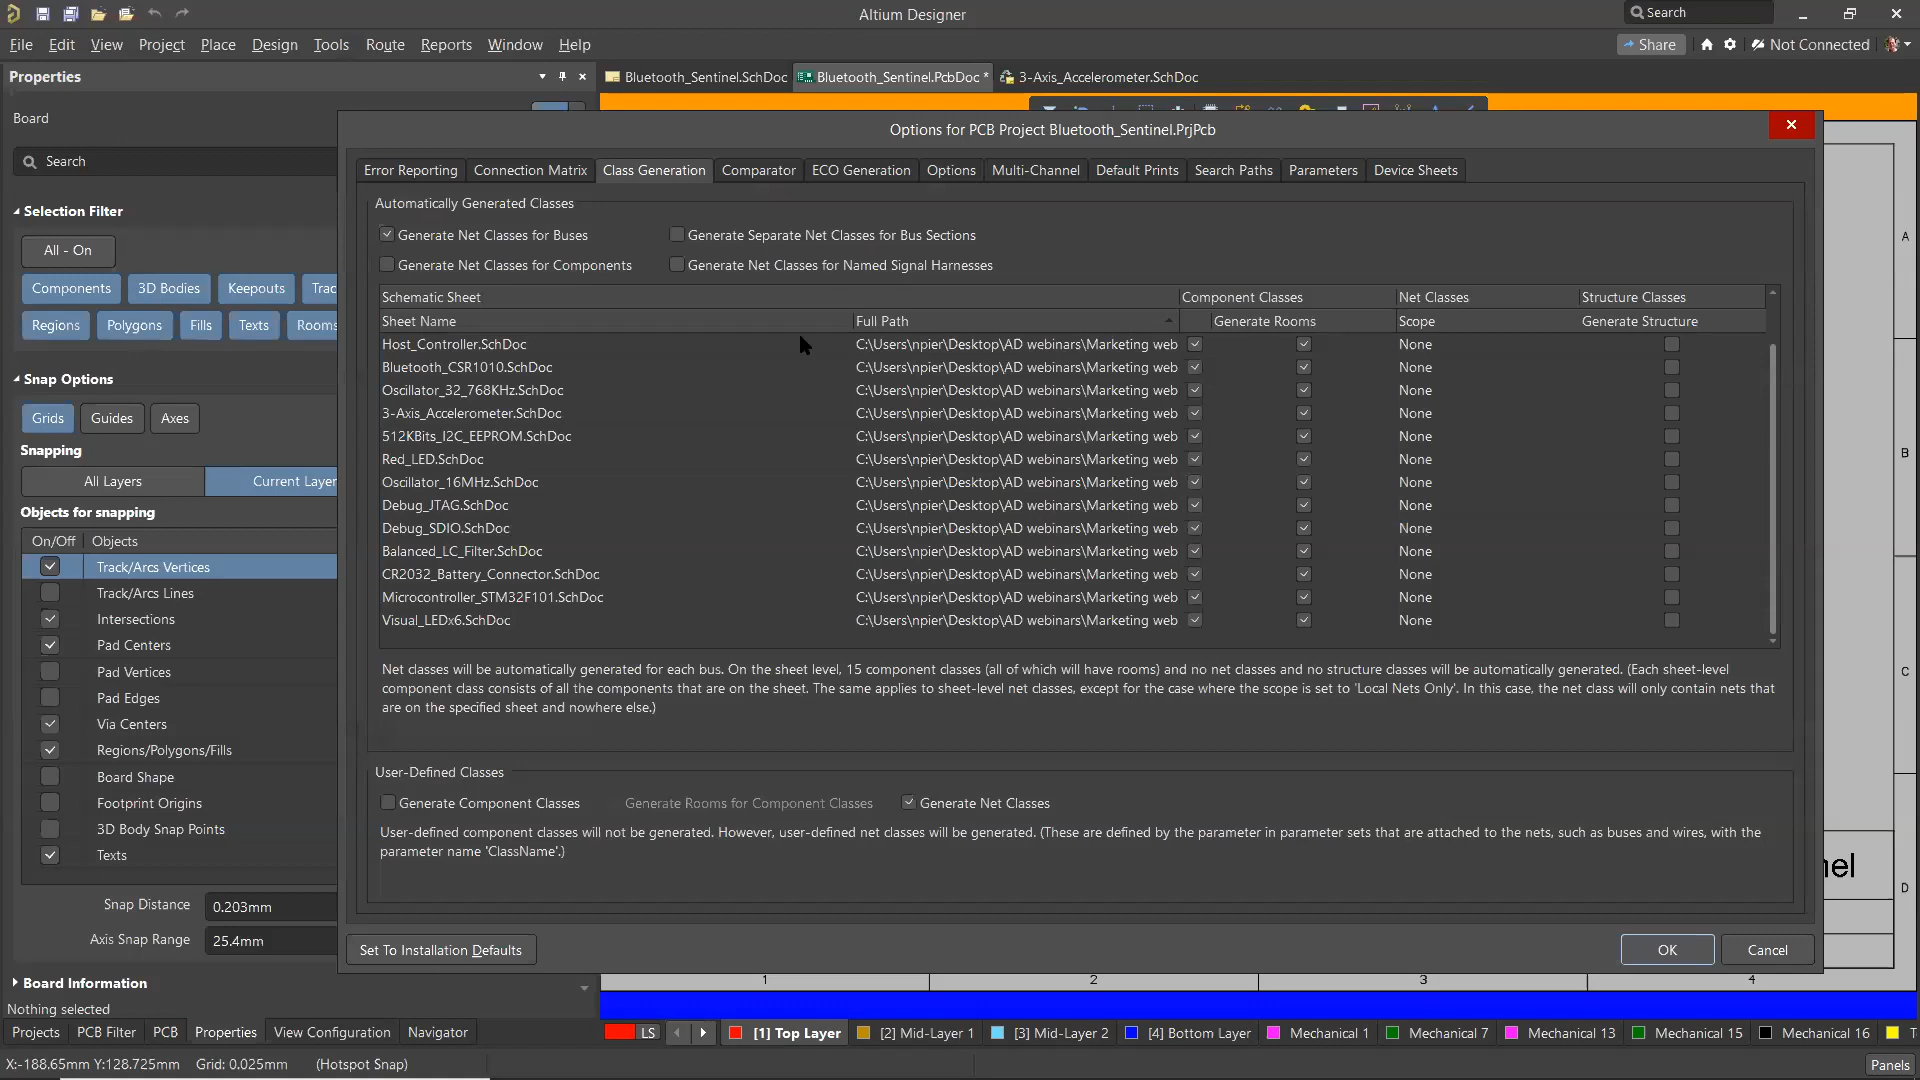 Altium Designer
Search
File Edit View Project Place Design Tools Route Reports Window Help
Share Not Connected
Properties
Bluetooth_Sentinel.SchDoc Bluetooth_Sentinel.PcbDoc * 3-Axis_Accelerometer.SchDoc
Board
Options for PCB Project Bluetooth_Sentinel.PrjPcb
Search
Error Reporting Connection Matrix Class Generation Comparator ECO Generation Options Multi-Channel Default Prints Search Paths Parameters Device Sheets
Automatically Generated Classes
Selection Filter
Generate Net Classes for Buses Generate Separate Net Classes for Bus Sections
A
All - On
Generate Net Classes for Components Generate Net Classes for Named Signal Harnesses
Components 3D Bodies Keepouts Trac
Schematic Sheet Component Classes Net Classes Structure Classes
Regions Polygons Fills Texts Rooms
Sheet Name Full Path Generate Rooms Scope Generate Structure
Host_Controller.SchDoc C:\Users\npier\Desktop\AD webinars\Marketing web None
Bluetooth_CSR1010.SchDoc C:\Users\npier\Desktop\AD webinars\Marketing web None
Snap Options
Oscillator_32_768KHz.SchDoc C:\Users\npier\Desktop\AD webinars\Marketing web None
Grids Guides Axes
3-Axis_Accelerometer.SchDoc C:\Users\npier\Desktop\AD webinars\Marketing web None
512KBits_I2C_EEPROM.SchDoc C:\Users\npier\Desktop\AD webinars\Marketing web None
Snapping
B
Red_LED.SchDoc C:\Users\npier\Desktop\AD webinars\Marketing web None
All Layers Current Layer
Oscillator_16MHz.SchDoc C:\Users\npier\Desktop\AD webinars\Marketing web None
Objects for snapping
Debug_JTAG.SchDoc C:\Users\npier\Desktop\AD webinars\Marketing web None
Debug_SDIO.SchDoc C:\Users\npier\Desktop\AD webinars\Marketing web None
On/Off Objects
Balanced_LC_Filter.SchDoc C:\Users\npier\Desktop\AD webinars\Marketing web None
Track/Arcs Vertices
CR2032_Battery_Connector.SchDoc C:\Users\npier\Desktop\AD webinars\Marketing web None
Track/Arcs Lines
Microcontroller_STM32F101.SchDoc C:\Users\npier\Desktop\AD webinars\Marketing web None
Intersections
Visual_LEDx6.SchDoc C:\Users\npier\Desktop\AD webinars\Marketing web None
Pad Centers
Net classes will be automatically generated for each bus. On the sheet level, 15 component classes (all of which will have rooms) and no net classes and no structure classes will be automatically generated. (Each sheet-level
C
Pad Vertices
component class consists of all the components that are on the sheet. The same applies to sheet-level net classes, except for the case where the scope is set to 'Local Nets Only'. In this case, the net class will only contain nets that
Pad Edges
are on the specified sheet and nowhere else.)
Via Centers
Regions/Polygons/Fills
User-Defined Classes
Board Shape
Footprint Origins
Generate Component Classes Generate Rooms for Component Classes Generate Net Classes
3D Body Snap Points
User-defined component classes will not be generated. However, user-defined net classes will be generated. (These are defined by the parameter in parameter sets that are attached to the nets, such as buses and wires, with the
parameter name 'ClassName'.)
Texts
nel
D
Snap Distance 0.203mm
Axis Snap Range 25.4mm
Set To Installation Defaults OK Cancel
Board Information
1 2 3 4
Nothing selected
Projects PCB Filter PCB Properties View Configuration Navigator
LS [1] Top Layer [2] Mid-Layer 1 [3] Mid-Layer 2 [4] Bottom Layer Mechanical 1 Mechanical 7 Mechanical 13 Mechanical 15 Mechanical 16 T
X:-188.65mm Y:128.725mm Grid: 0.025mm (Hotspot Snap)
Panels